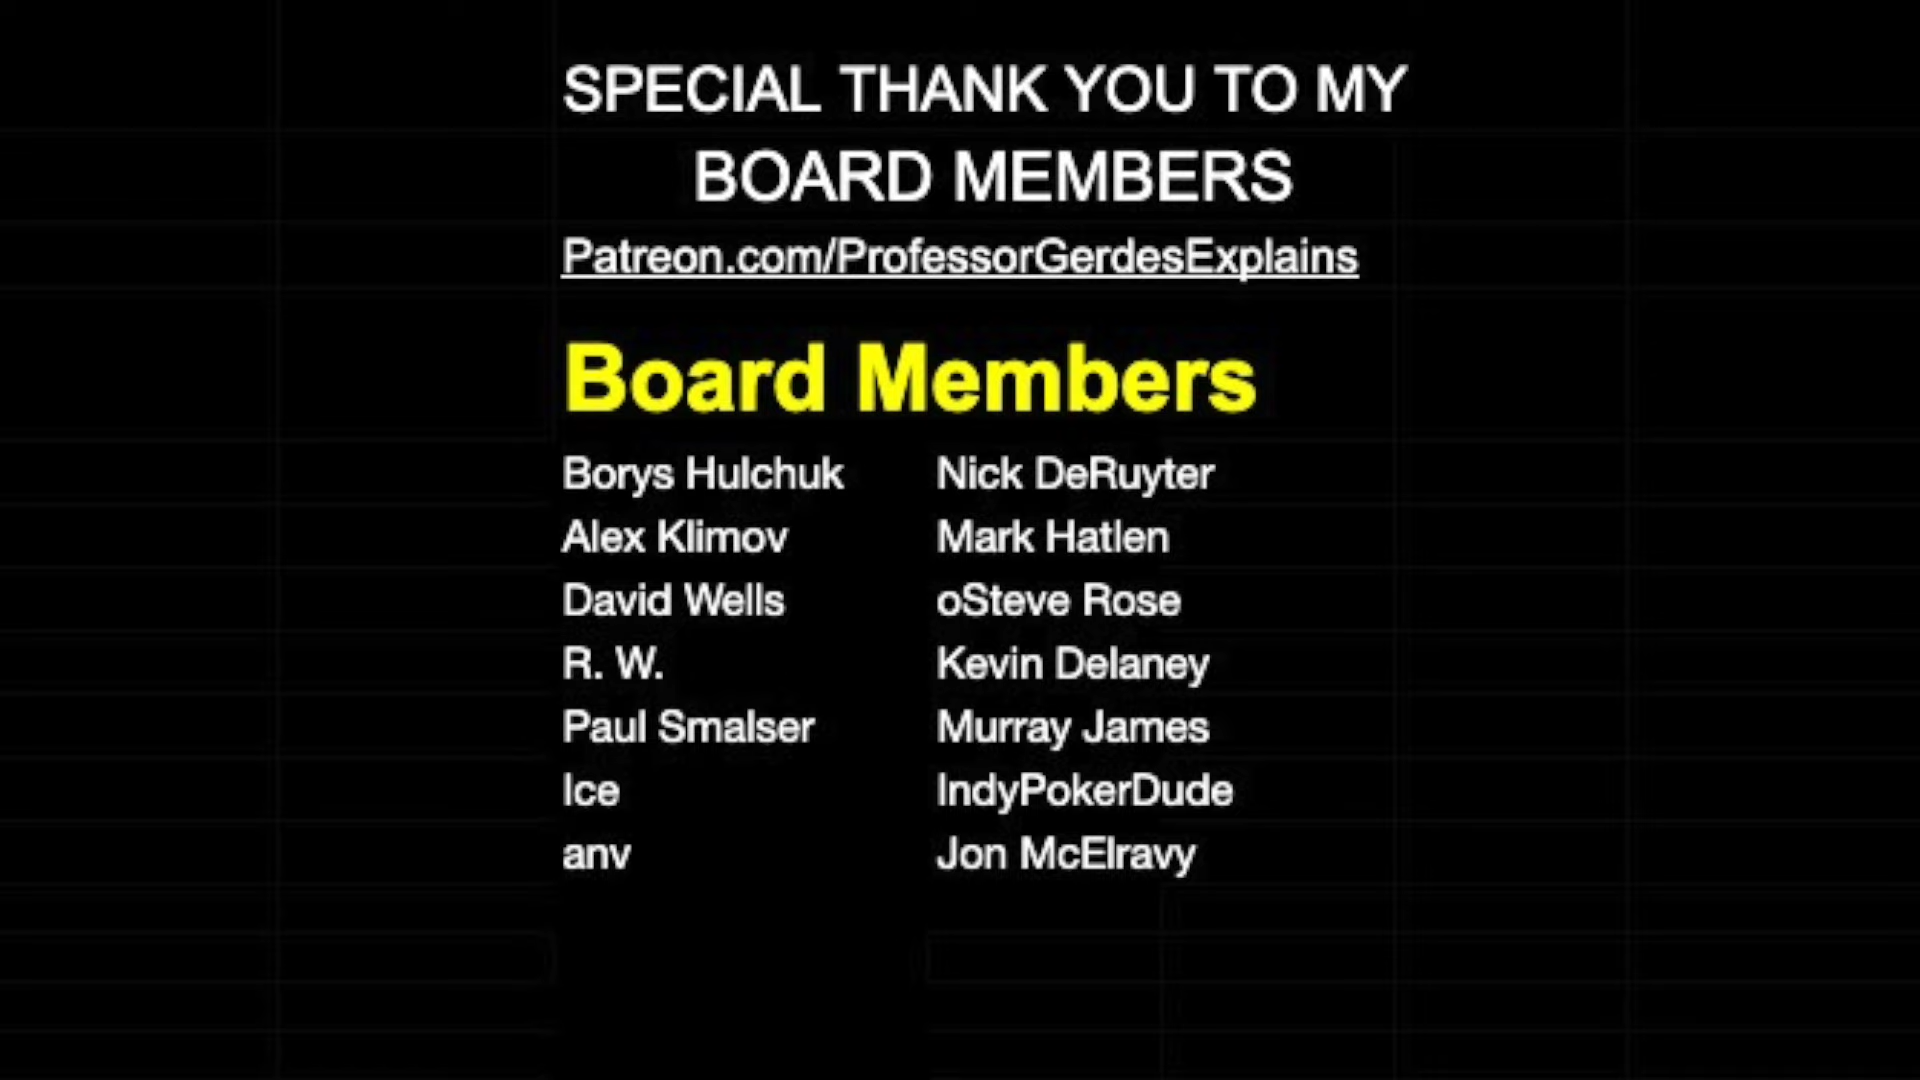 SPECIAL THANK YOU TO MY
BOARD MEMBERS
Patreon.com/ProfessorGerdesExplains
Board Members
Borys Hulchuk
Alex Klimov
David Wells
R. W.
Paul Smalser
Ice
anv
Nick DeRuyter
Mark Hatlen
oSteve Rose
Kevin Delaney
Murray James
IndyPokerDude
Jon McElravy